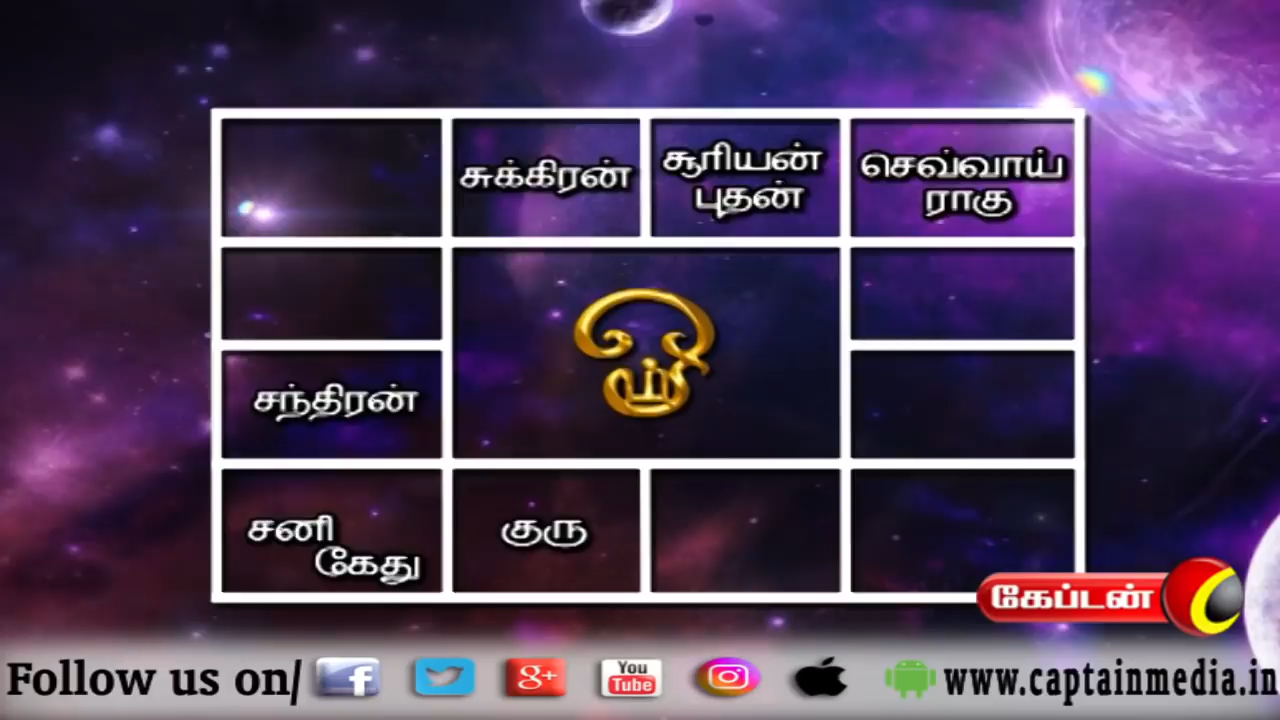 சுக்கிரன்
சூரியன்
புதன்
செவ்வாய்
ராகு
ஓம்
சந்திரன்
சனி
கேது
குரு
கேப்டன்
Follow us on/ f g+ You Tube www.captainmedia.in